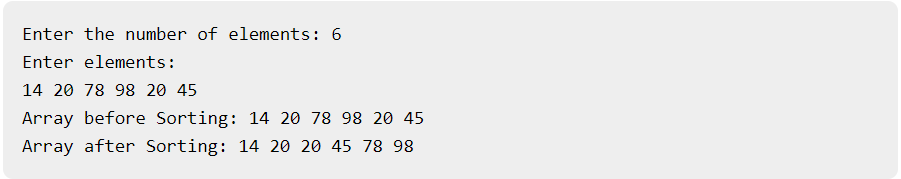 Enter the number of elements: 6
Enter elements:
14 20 78 98 20 45
Array before Sorting: 14 20 78 98 20 45
Array after Sorting: 14 20 20 45 78 98